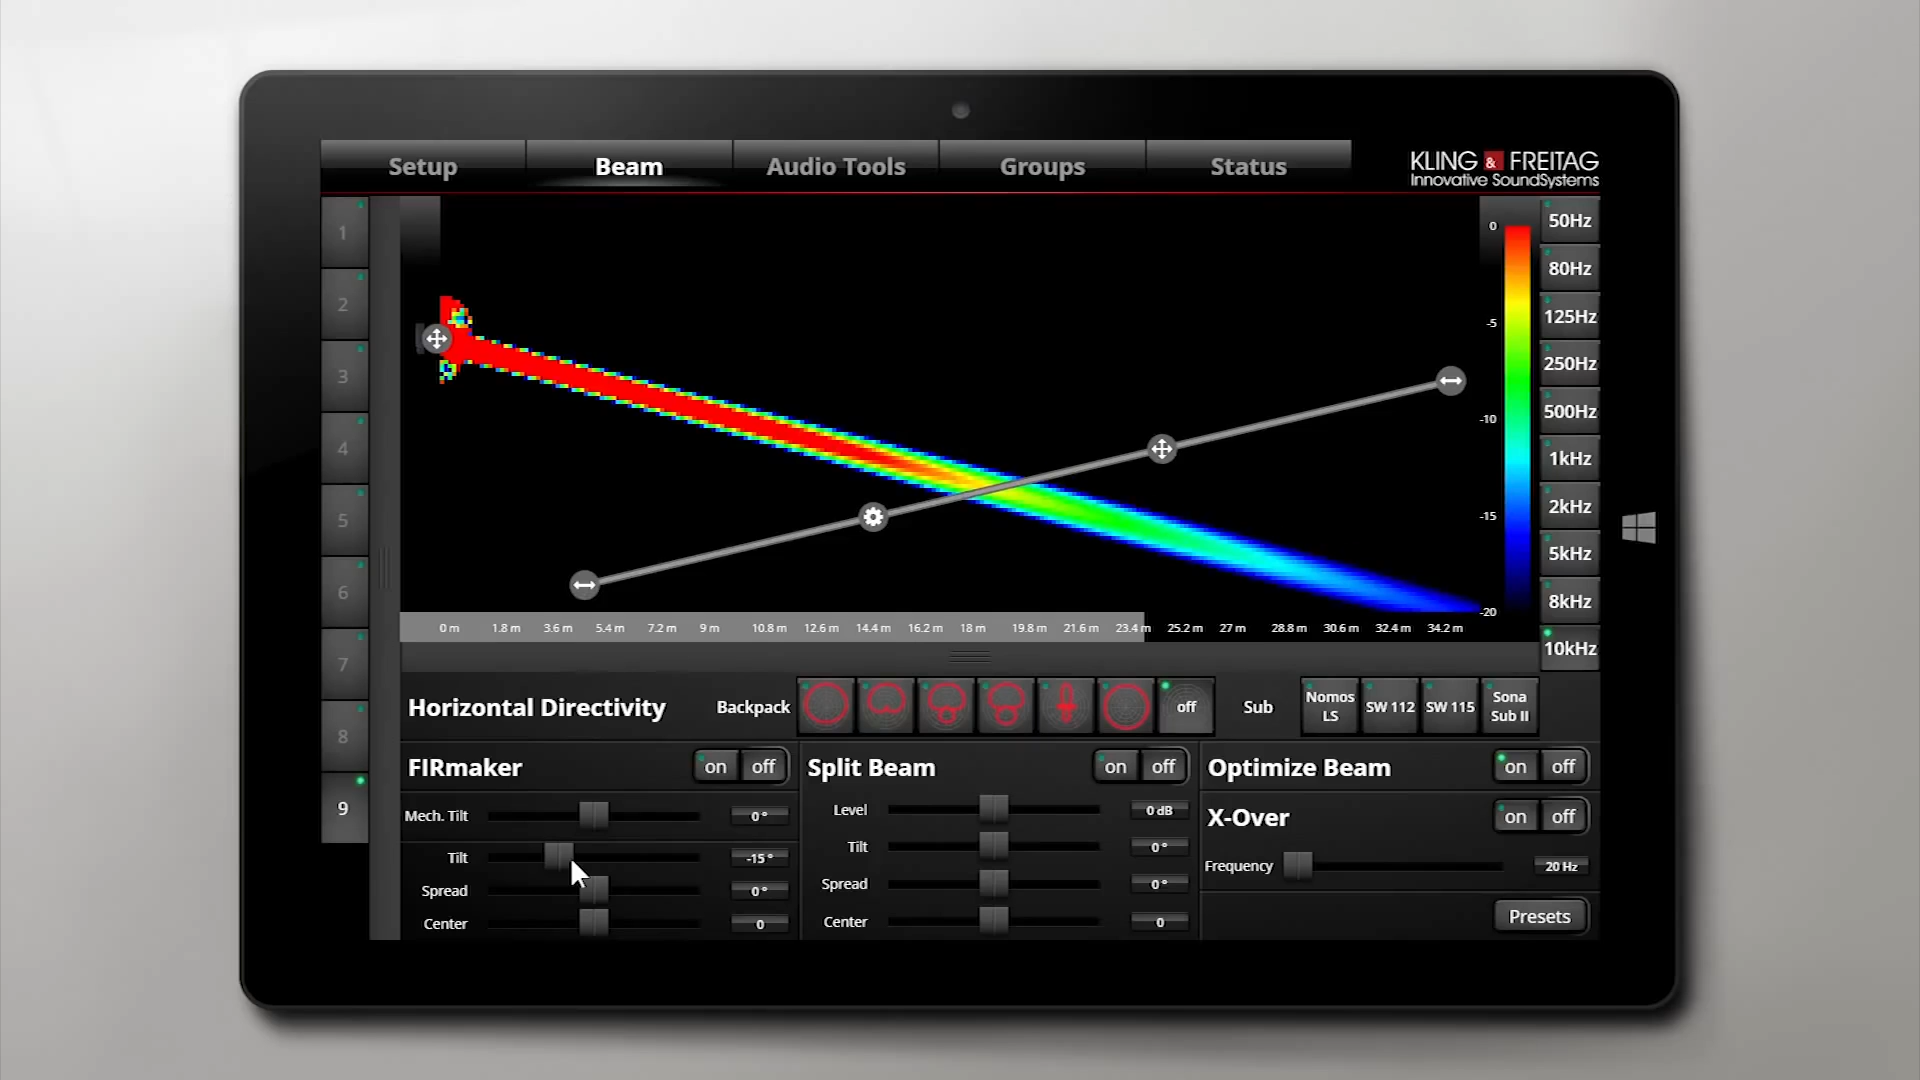 Setup Beam Audio Tools Groups Status
KLING & FREITAG
Innovative SoundSystems
1
2
3
4
5
6
7
8
9
0
-5
-10
-15
-20
50Hz
80Hz
125Hz
250Hz
500Hz
1kHz
2kHz
5kHz
8kHz
10kHz
0 m 1.8 m 3.6 m 5.4 m 7.2 m 9 m 10.8 m 12.6 m 14.4 m 16.2 m 18 m 19.8 m 21.6 m 23.4 m 25.2 m 27 m 28.8 m 30.6 m 32.4 m 34.2 m
Horizontal Directivity Backpack off Sub
Nomos
LS
SW 112
SW 115
Sona
Sub II
FIRmaker on off
Mech. Tilt 0°
Tilt -15°
Spread 0°
Center 0
Split Beam on off
Level 0 dB
Tilt 0°
Spread 0°
Center 0
Optimize Beam on off
X-Over on off
Frequency 20 Hz
Presets